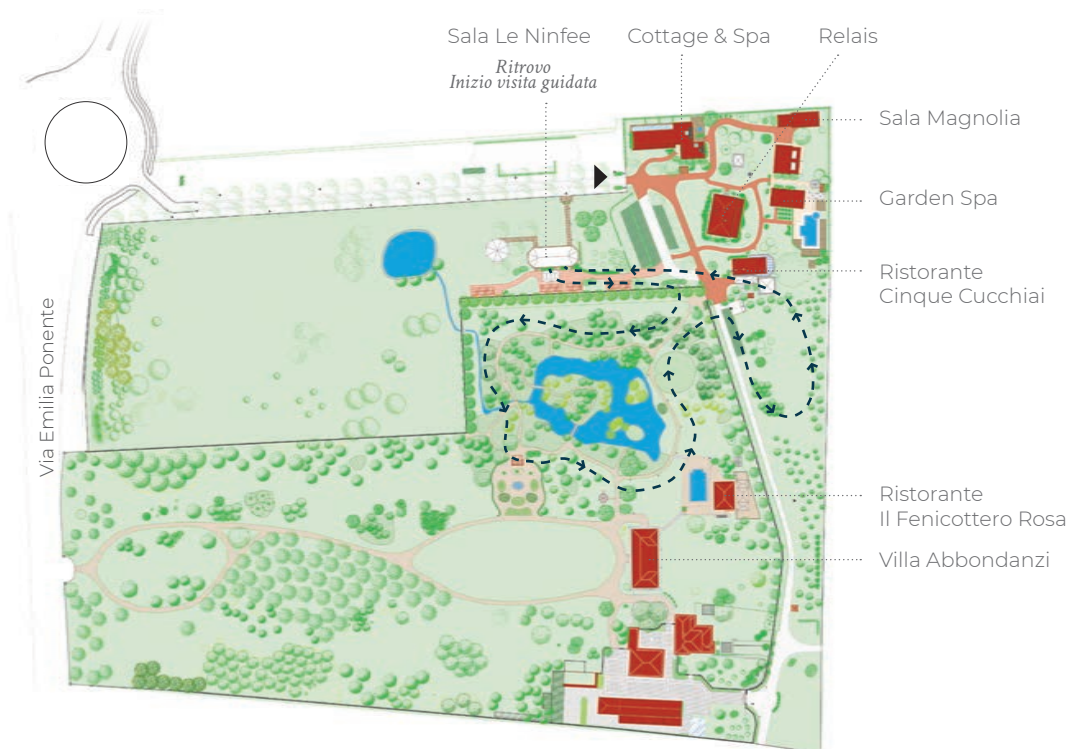 Sala Le Ninfee
Ritrovo
Inizio visita guidata
Cottage & Spa
Relais
Sala Magnolia
Garden Spa
Ristorante
Cinque Cucchiai
Via Emilia Ponente
Ristorante
Il Fenicottero Rosa
Villa Abbondanzi